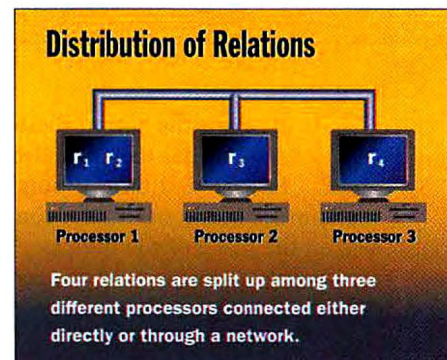 Distribution of Relations
r₁ r₂ r₃ r₄
Processor 1 Processor 2 Processor 3
Four relations are split up among three
different processors connected either
directly or through a network.